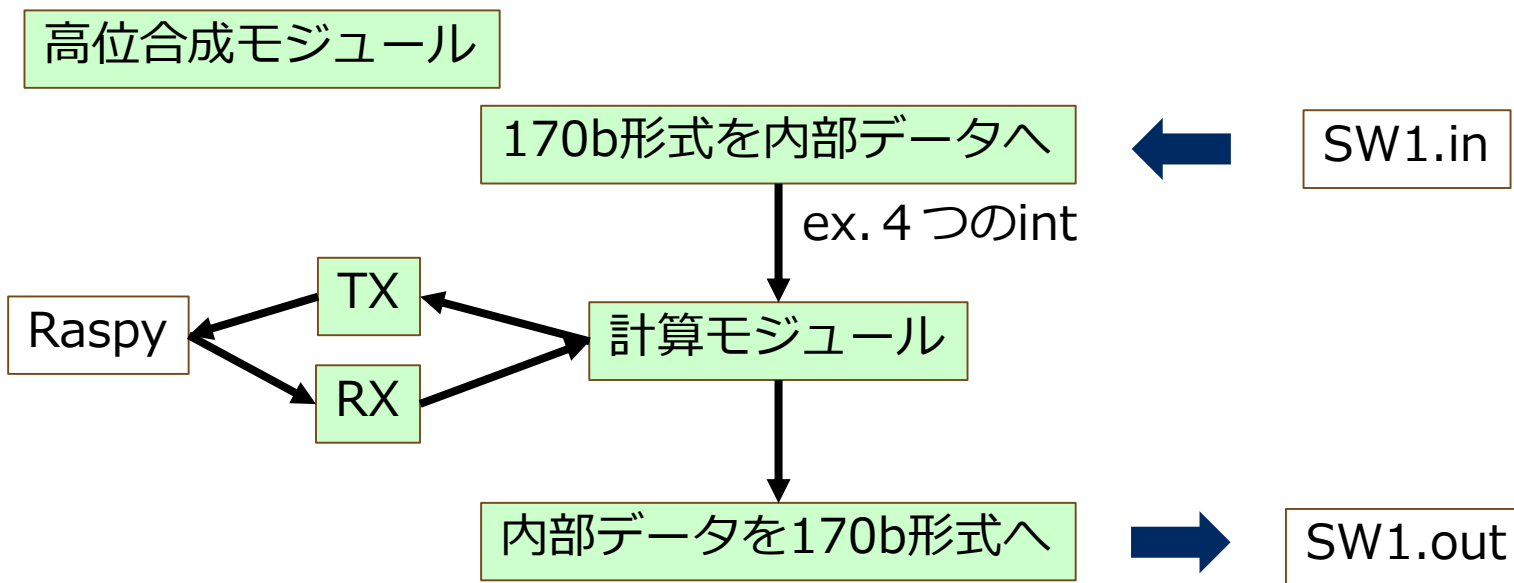 高位合成モジュール
170b形式を内部データへ
SW1.in
ex.４つのint
TX
Raspy
計算モジュール
RX
内部データを170b形式へ
SW1.out